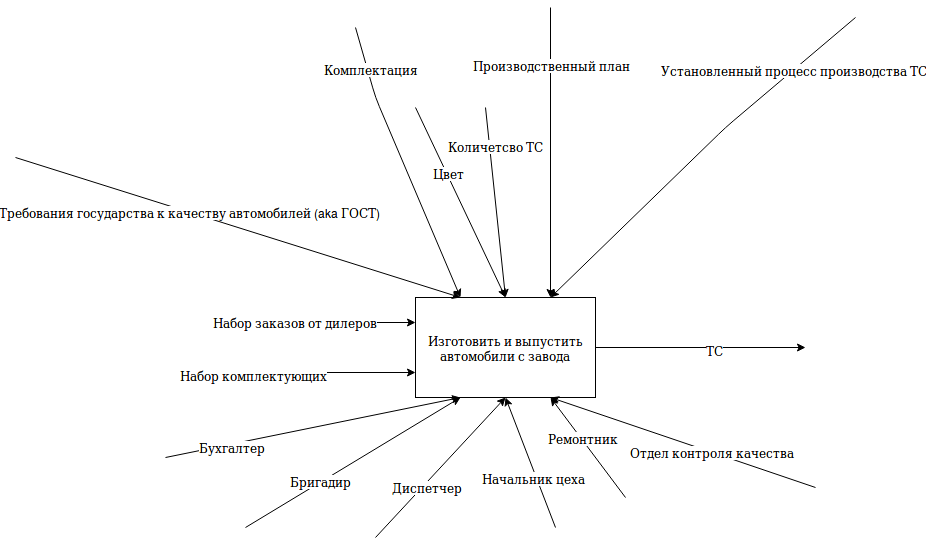 Комплектация
Производственный план
Установленный процесс производства ТС
Количетсво ТС
Цвет
Требования государства к качеству автомобилей (aka ГОСТ)
Набор заказов от дилеров
Изготовить и выпустить
автомобили с завода
ТС
Набор комплектующих
Бухгалтер
Ремонтник
Отдел контроля качества
Бригадир
Диспетчер
Начальник цеха